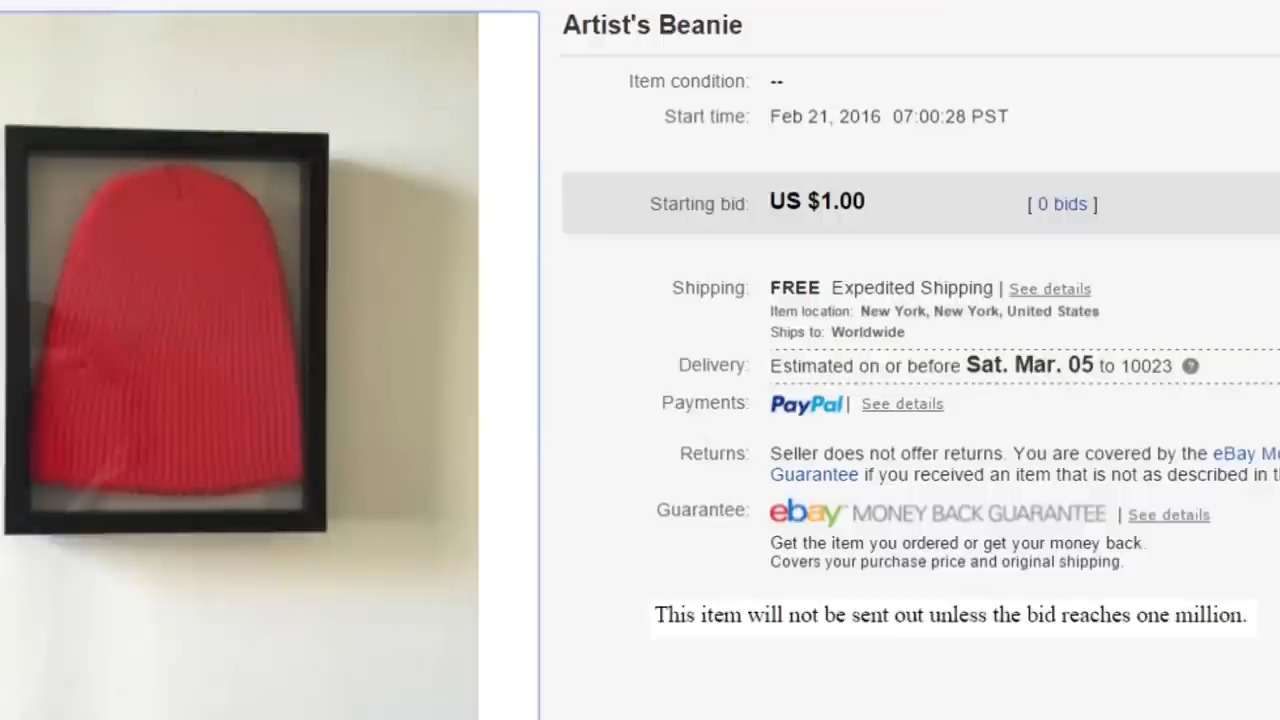 Artist's Beanie
Item condition: --
Start time: Feb 21, 2016 07:00:28 PST
Starting bid: US $1.00 [ 0 bids ]
Shipping: FREE Expedited Shipping | See details
Item location: New York, New York, United States
Ships to: Worldwide
Delivery: Estimated on or before Sat. Mar. 05 to 10023 ?
Payments: PayPal | See details
Returns: Seller does not offer returns. You are covered by the eBay
Guarantee if you received an item that is not as described in
Guarantee: ebay MONEY BACK GUARANTEE | See details
Get the item you ordered or get your money back.
Covers your purchase price and original shipping.
This item will not be sent out unless the bid reaches one million.